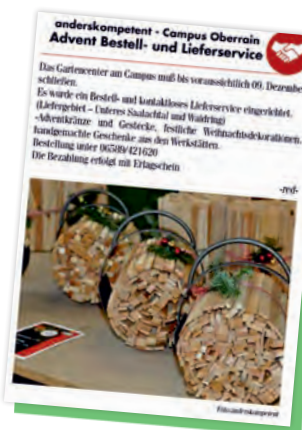 anderskompetent - Campus Oberrain
Advent Bestell- und Lieferservice
Das Gartencenter am Campus muß bis voraussichtlich 09. Dezember
schließen.
Es wurde ein Bestell- und kontaktloses Lieferservice eingerichtet.
(Liefergebiet – Unteres Saalachtal und Waidring)
-Adventkränze und Gestecke, festliche Weihnachtsdekorationen,
handgemachte Geschenke aus den Werkstätten.
Bestellung unter 06589/421620
Die Bezahlung erfolgt mit Erlagschein
-red-
Foto: anderskompetent